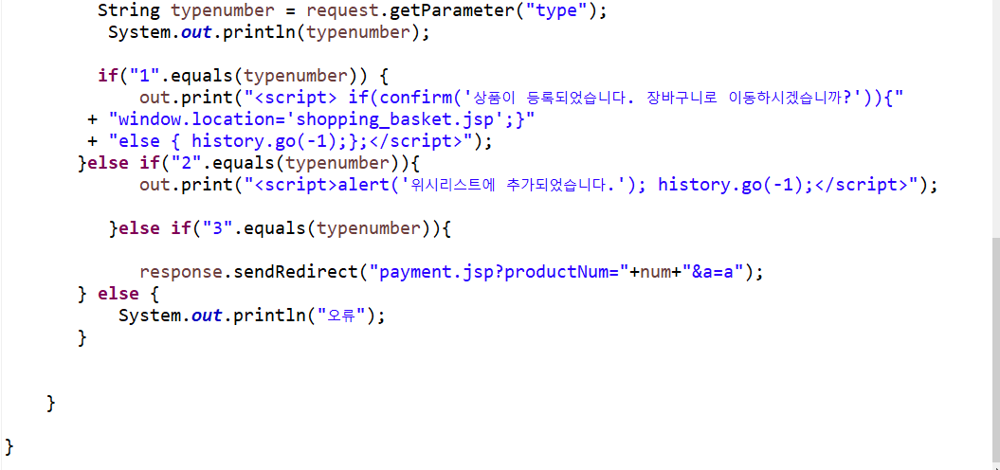 String typenumber = request.getParameter("type");
System.out.println(typenumber);
if("1".equals(typenumber)) {
out.print("<script> if(confirm('상품이 등록되었습니다. 장바구니로 이동하시겠습니까?')){"
+ "window.location='shopping_basket.jsp';}"
+ "else { history.go(-1);};</script>");
}else if("2".equals(typenumber)){
out.print("<script>alert('위시리스트에 추가되었습니다.'); history.go(-1);</script>");
}else if("3".equals(typenumber)){
response.sendRedirect("payment.jsp?productNum="+num+"&a=a");
} else {
System.out.println("오류");
}
}
}